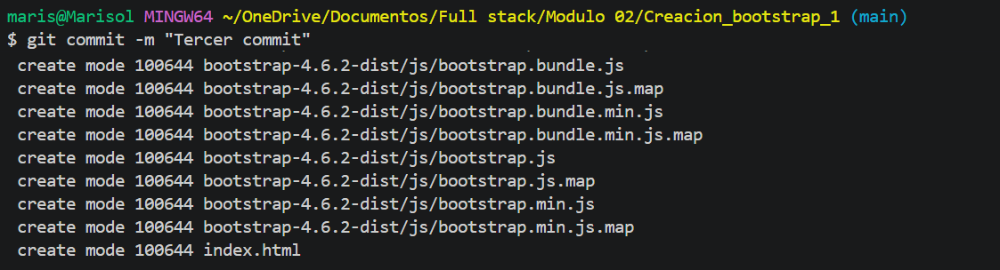 maris@Marisol MINGW64 ~/OneDrive/Documentos/Full stack/Modulo 02/Creacion_bootstrap_1 (main)
$ git commit -m "Tercer commit"
create mode 100644 bootstrap-4.6.2-dist/js/bootstrap.bundle.js
create mode 100644 bootstrap-4.6.2-dist/js/bootstrap.bundle.js.map
create mode 100644 bootstrap-4.6.2-dist/js/bootstrap.bundle.min.js
create mode 100644 bootstrap-4.6.2-dist/js/bootstrap.bundle.min.js.map
create mode 100644 bootstrap-4.6.2-dist/js/bootstrap.js
create mode 100644 bootstrap-4.6.2-dist/js/bootstrap.js.map
create mode 100644 bootstrap-4.6.2-dist/js/bootstrap.min.js
create mode 100644 bootstrap-4.6.2-dist/js/bootstrap.min.js.map
create mode 100644 index.html